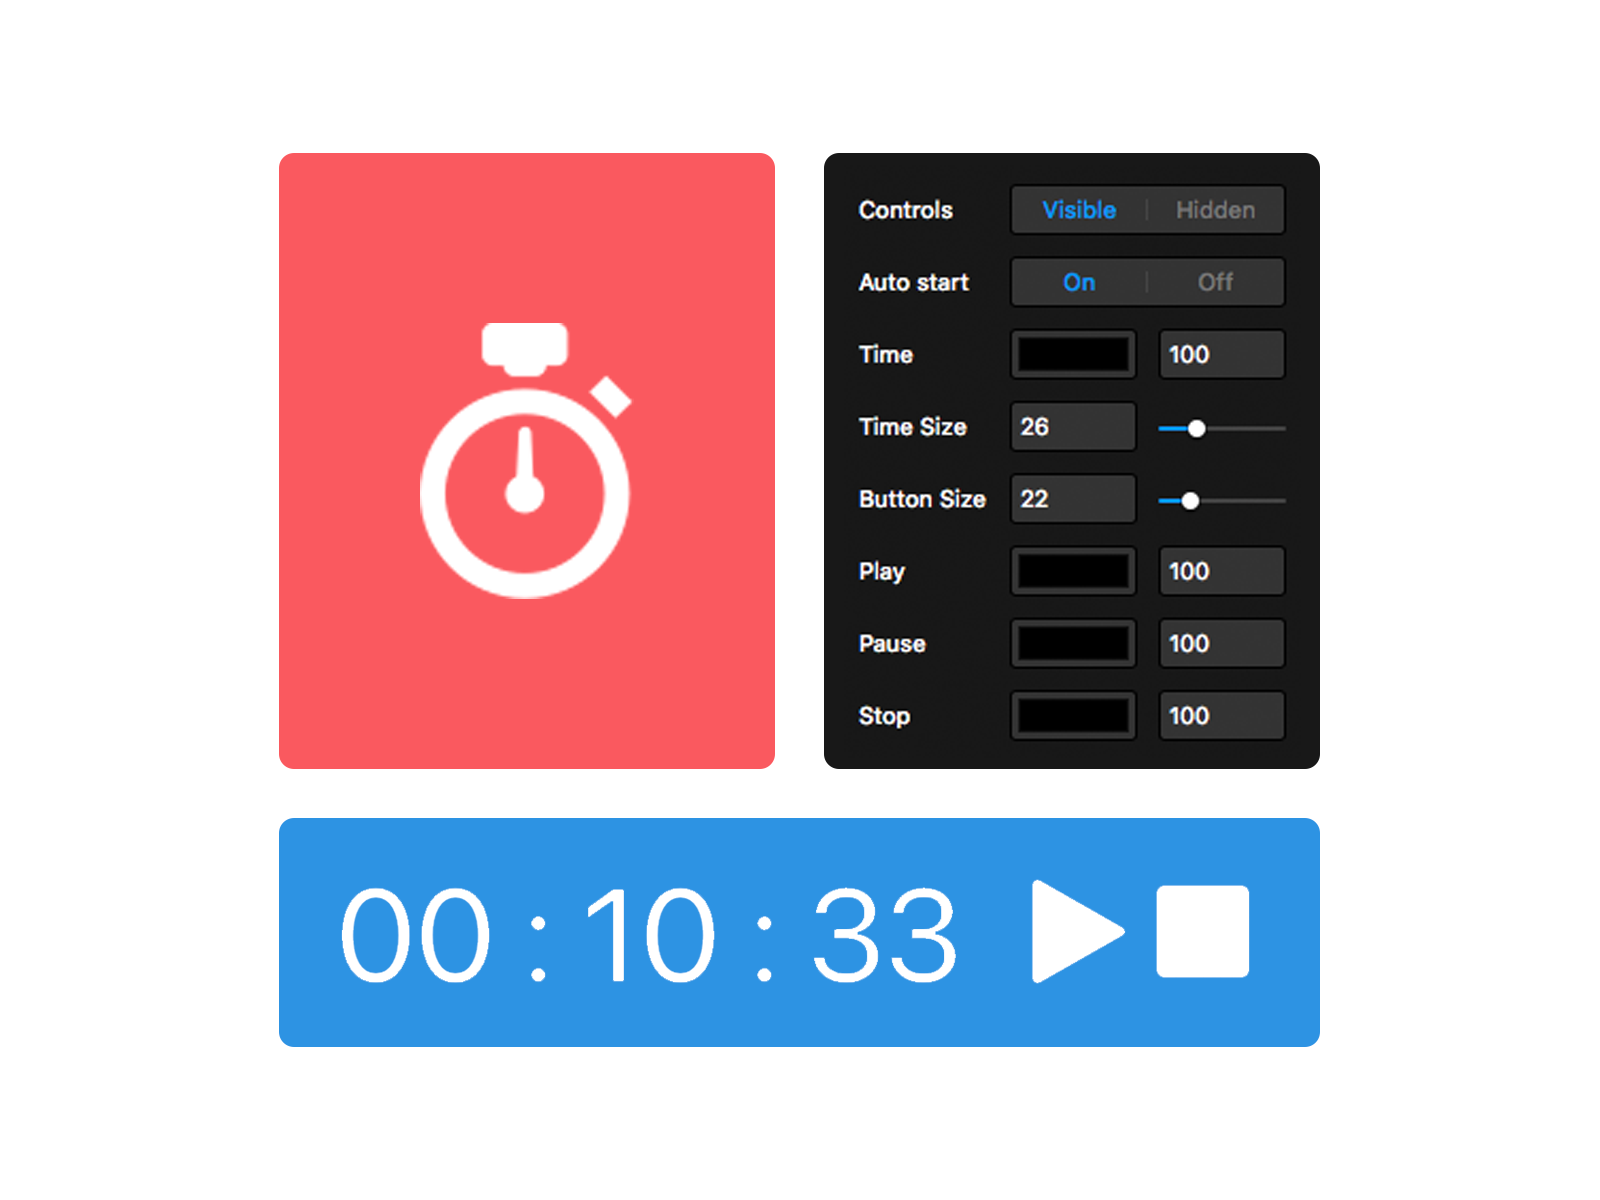 Controls Visible Hidden
Auto start On Off
Time 100
Time Size 26
Button Size 22
Play 100
Pause 100
Stop 100
00 : 10 : 33